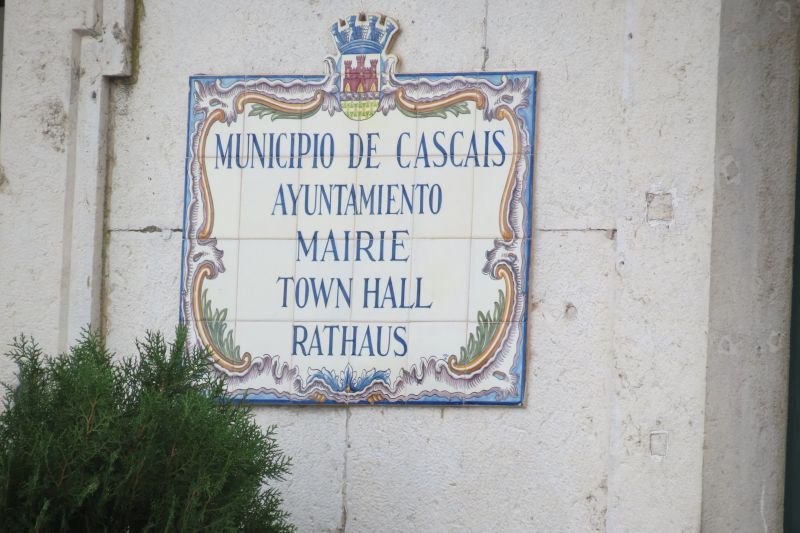 MUNICIPIO DE CASCAIS
AYUNTAMIENTO
MAIRIE
TOWN HALL
RATHAUS